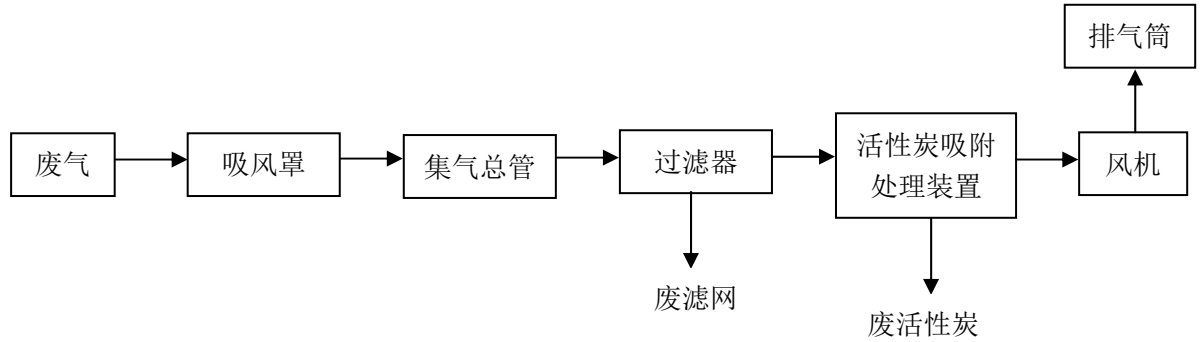 排气筒
废气
吸风罩
集气总管
过滤器
活性炭吸附
处理装置
风机
废滤网
废活性炭